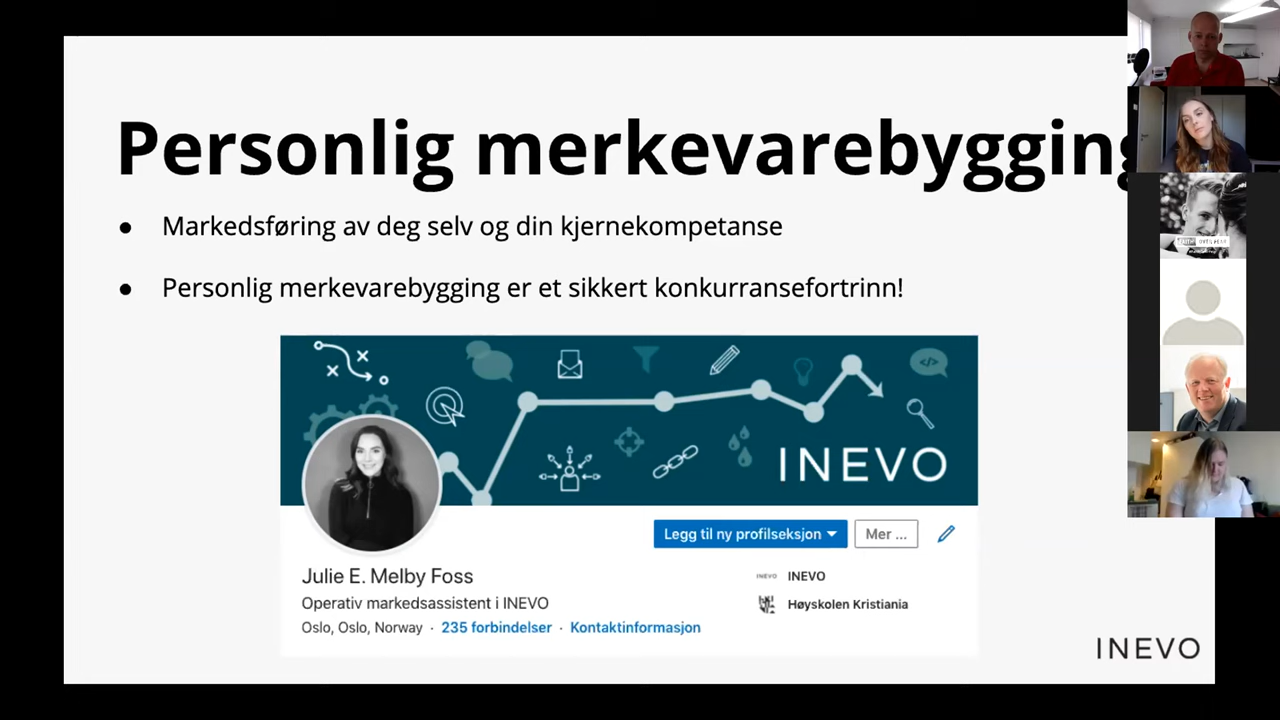 Personlig merkevarebygging
● Markedsføring av deg selv og din kjernekompetanse
● Personlig merkevarebygging er et sikkert konkurransefortrinn!
INEVO
Legg til ny profilseksjon
Mer ...
Julie E. Melby Foss
INEVO INEVO
Operativ markedsassistent i INEVO
Høyskolen Kristiania
Oslo, Oslo, Norway · 235 forbindelser · Kontaktinformasjon
INEVO